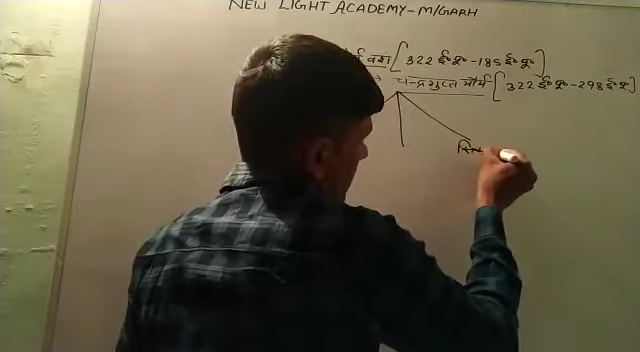 NEW LIGHT ACADEMY-M/GARH
वंश [322 ई॰पू॰-185 ई॰पू॰]
चन्द्रगुप्त मौर्य [322 ई॰पू॰-298 ई॰पू॰]